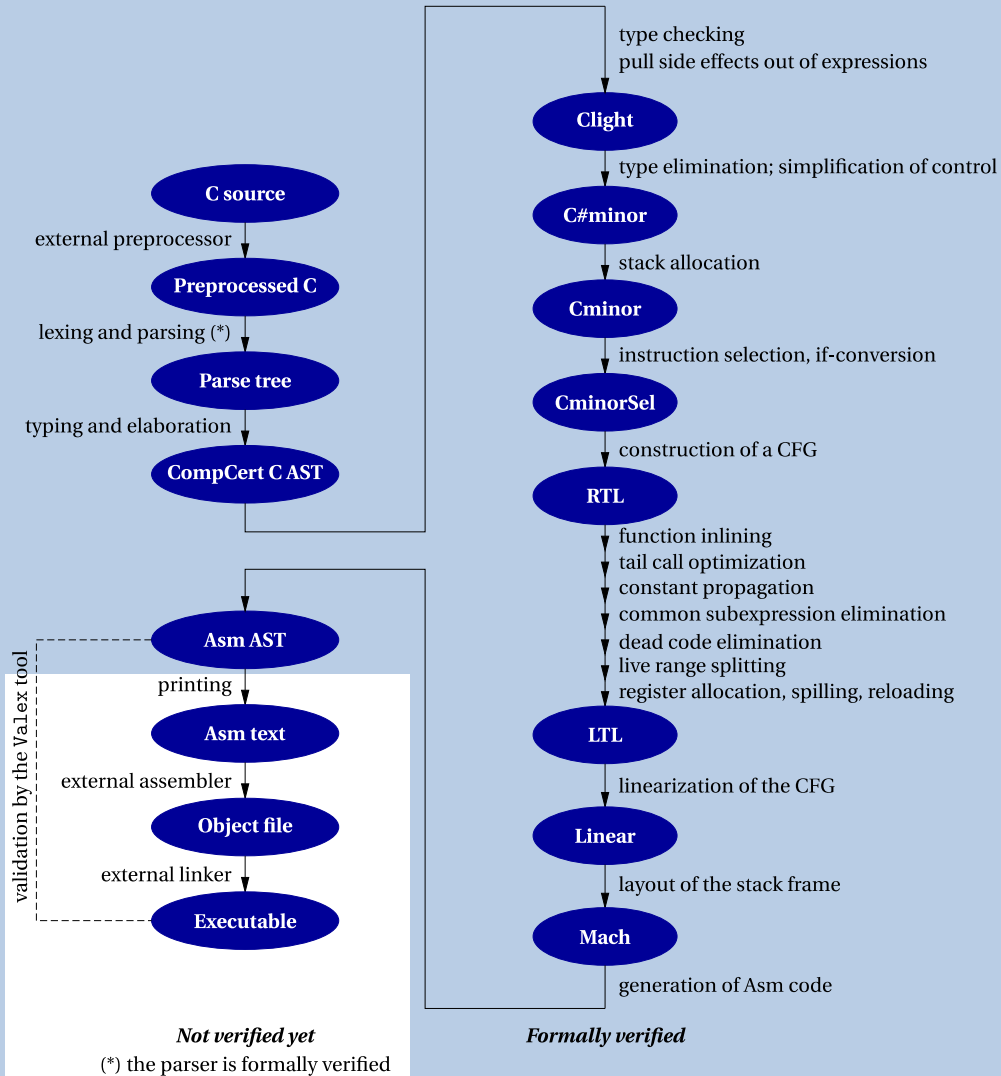 C source
external preprocessor
Preprocessed C
lexing and parsing (*)
Parse tree
typing and elaboration
CompCert C AST
type checking
pull side effects out of expressions
Clight
type elimination; simplification of control
C#minor
stack allocation
Cminor
instruction selection, if-conversion
CminorSel
construction of a CFG
RTL
function inlining
tail call optimization
constant propagation
common subexpression elimination
dead code elimination
live range splitting
register allocation, spilling, reloading
LTL
linearization of the CFG
Linear
layout of the stack frame
Mach
generation of Asm code
Asm AST
printing
Asm text
external assembler
Object file
external linker
Executable
validation by the Valex tool
Not verified yet
(*) the parser is formally verified
Formally verified